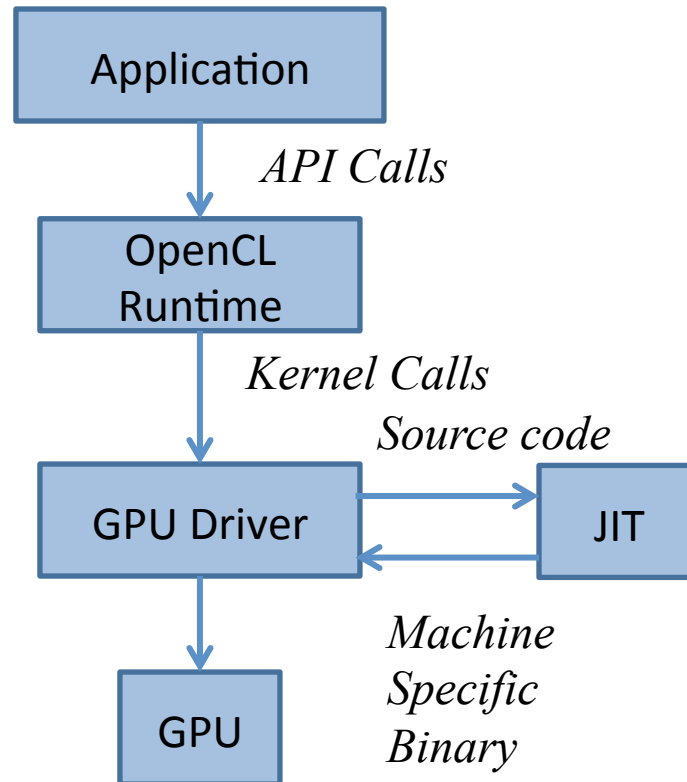 Application
API Calls
OpenCL
Runtime
Kernel Calls
Source code
GPU Driver
JIT
Machine
Specific
Binary
GPU